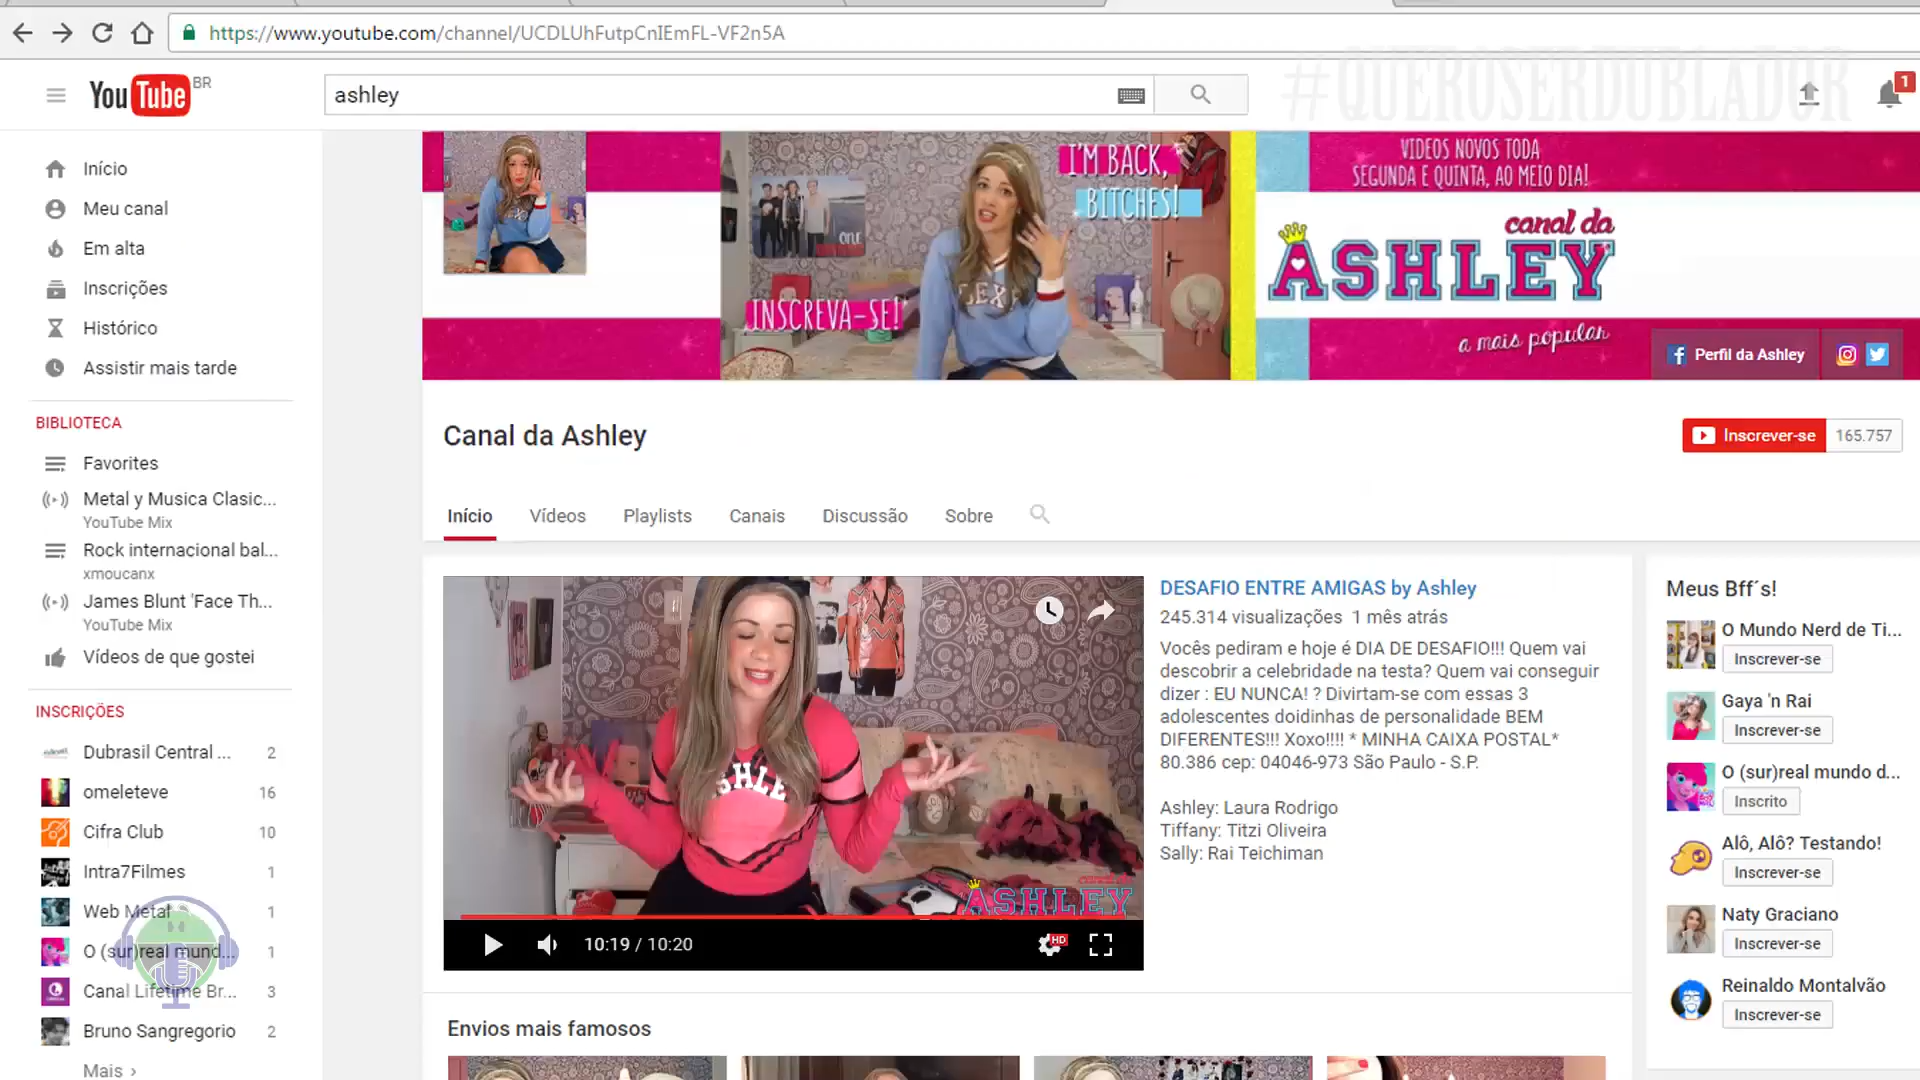 https://www.youtube.com/channel/UCDLUhFutpCnIEmFL-VF2n5A
#QUEROSERDUBLADOR
YouTube BR
ashley
1
Início
Meu canal
Em alta
Inscrições
Histórico
Assistir mais tarde
BIBLIOTECA
Favorites
Metal y Musica Clasic...
YouTube Mix
Rock internacional bal...
xmoucanx
James Blunt 'Face Th...
YouTube Mix
Vídeos de que gostei
INSCRIÇÕES
Dubrasil Central ... 2
omeleteve 16
Cifra Club 10
Intra7Filmes 1
Web Metal 1
O (sur)real mund... 1
Canal Lifetime Br... 3
Bruno Sangregorio 2
Mais ›
I'M BACK,
BITCHES!
ONE
INSCREVA-SE!
VIDEOS NOVOS TODA
SEGUNDA E QUINTA, AO MEIO DIA!
canal da
ASHLEY
a mais popular
Perfil da Ashley
Canal da Ashley
Inscrever-se 165.757
Início Vídeos Playlists Canais Discussão Sobre
ASHLE
canal da
ASHLEY
10:19 / 10:20
HD
DESAFIO ENTRE AMIGAS by Ashley
245.314 visualizações 1 mês atrás
Vocês pediram e hoje é DIA DE DESAFIO!!! Quem vai
descobrir a celebridade na testa? Quem vai conseguir
dizer : EU NUNCA! ? Divirtam-se com essas 3
adolescentes doidinhas de personalidade BEM
DIFERENTES!!! Xoxo!!!! * MINHA CAIXA POSTAL*
80.386 cep: 04046-973 São Paulo - S.P.
Ashley: Laura Rodrigo
Tiffany: Titzi Oliveira
Sally: Rai Teichiman
Envios mais famosos
Meus Bff´s!
O Mundo Nerd de Ti...
Inscrever-se
Gaya 'n Rai
Inscrever-se
O (sur)real mundo d...
Inscrito
Alô, Alô? Testando!
Inscrever-se
Naty Graciano
Inscrever-se
Reinaldo Montalvão
Inscrever-se